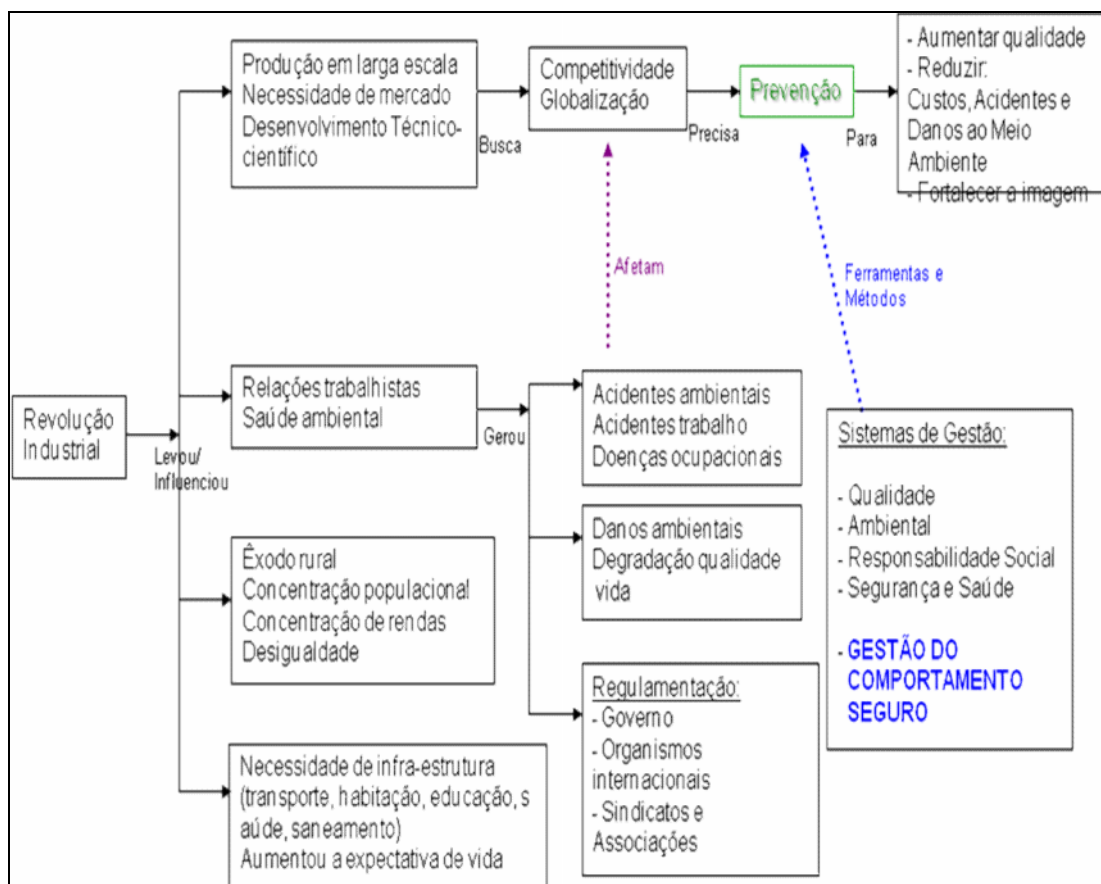 Produção em larga escala
Necessidade de mercado
Desenvolvimento Técnico-
científico
Busca
Competitividade
Globalização
Precisa
Prevenção
Para
- Aumentar qualidade
- Reduzir:
Custos, Acidentes e
Danos ao Meio
Ambiente
- Fortalecer a imagem
Afetam
Ferramentas e
Métodos
Revolução
Industrial
Levou/
Influenciou
Relações trabalhistas
Saúde ambiental
Gerou
Acidentes ambientais
Acidentes trabalho
Doenças ocupacionais
Danos ambientais
Degradação qualidade
vida
Êxodo rural
Concentração populacional
Concentração de rendas
Desigualdade
Regulamentação:
- Governo
- Organismos
internacionais
- Sindicatos e
Associações
Necessidade de infra-estrutura
(transporte, habitação, educação, s
aúde, saneamento)
Aumentou a expectativa de vida
Sistemas de Gestão:
- Qualidade
- Ambiental
- Responsabilidade Social
- Segurança e Saúde
- GESTÃO DO
COMPORTAMENTO
SEGURO